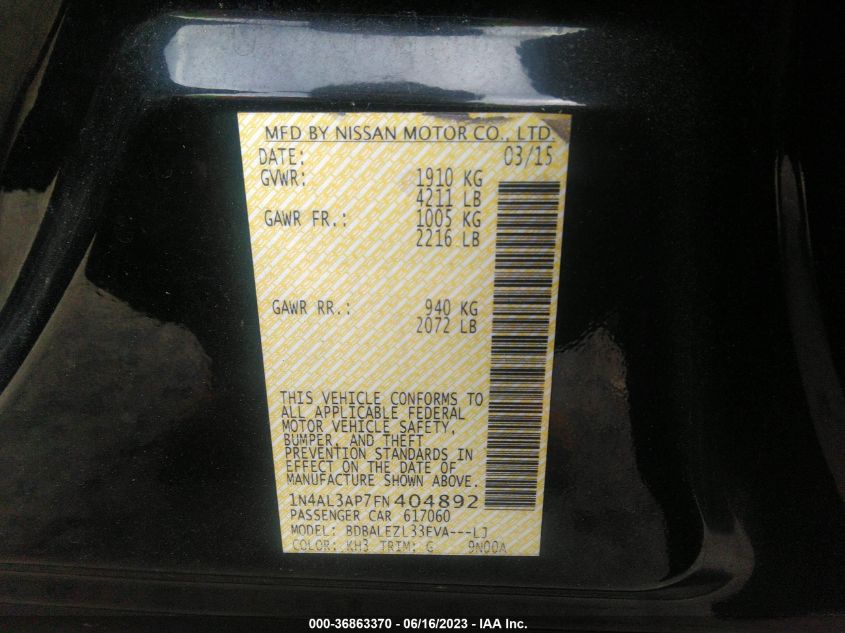 MFD BY NISSAN MOTOR CO., LTD.
DATE: 03/15
GVWR: 1910 KG
4211 LB
GAWR FR.: 1005 KG
2216 LB
GAWR RR.: 940 KG
2072 LB
THIS VEHICLE CONFORMS TO
ALL APPLICABLE FEDERAL
MOTOR VEHICLE SAFETY,
BUMPER, AND THEFT
PREVENTION STANDARDS IN
EFFECT ON THE DATE OF
MANUFACTURE SHOWN ABOVE.
1N4AL3AP7FN404892
PASSENGER CAR 617060
MODEL: BDBALEZL33EVA---LJ
COLOR: KH3 TRIM: G 9N00A
000-36863370 - 06/16/2023 - IAA Inc.